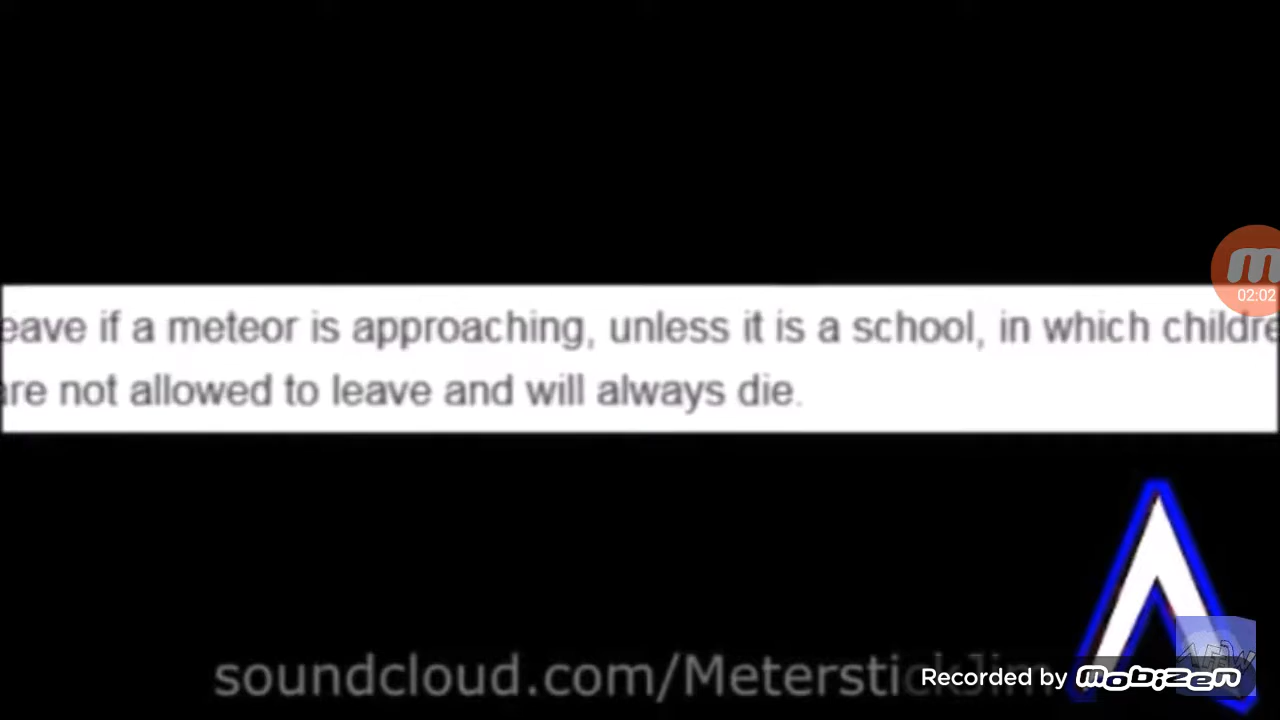 eave if a meteor is approaching, unless it is a school, in which childre
are not allowed to leave and will always die.
02:02
soundcloud.com/Meterstick
Recorded by Mobizen